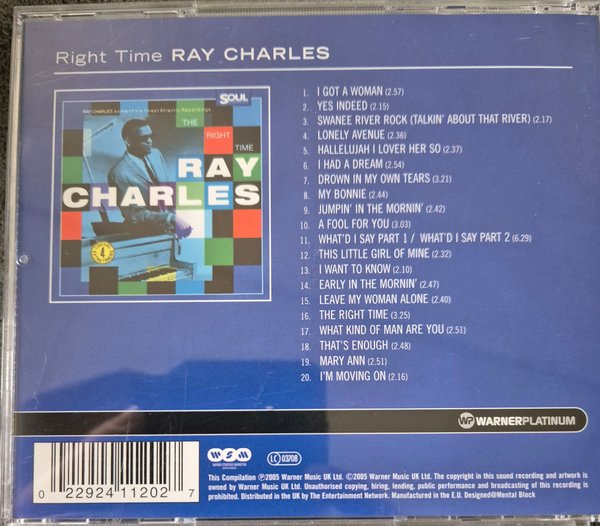 Right Time RAY CHARLES
SOUL
RAY CHARLES
THE
RIGHT
TIME
RAY
CHARLES
4
1. I GOT A WOMAN (2.57)
2. YES INDEED (2.15)
3. SWANEE RIVER ROCK (TALKIN' ABOUT THAT RIVER) (2.17)
4. LONELY AVENUE (2.36)
5. HALLELUJAH I LOVER HER SO (2.37)
6. I HAD A DREAM (2.54)
7. DROWN IN MY OWN TEARS (3.21)
8. MY BONNIE (2.44)
9. JUMPIN' IN THE MORNIN' (2.42)
10. A FOOL FOR YOU (3.03)
11. WHAT'D I SAY PART 1 / WHAT'D I SAY PART 2 (6.29)
12. THIS LITTLE GIRL OF MINE (2.32)
13. I WANT TO KNOW (2.10)
14. EARLY IN THE MORNIN' (2.47)
15. LEAVE MY WOMAN ALONE (2.40)
16. THE RIGHT TIME (3.25)
17. WHAT KIND OF MAN ARE YOU (2.51)
18. THAT'S ENOUGH (2.48)
19. MARY ANN (2.51)
20. I'M MOVING ON (2.16)
WP WARNERPLATINUM
0 22924 11202 7
WSM
LC 03706
This Compilation ℗2005 Warner Music UK Ltd. ©2005 Warner Music UK Ltd. The copyright in this sound recording and artwork is
owned by Warner Music UK Ltd. Unauthorised copying, hiring, lending, public performance and broadcasting of this recording is
prohibited. Distributed in the UK by The Entertainment Network. Manufactured in the E.U. Designed@Mental Block